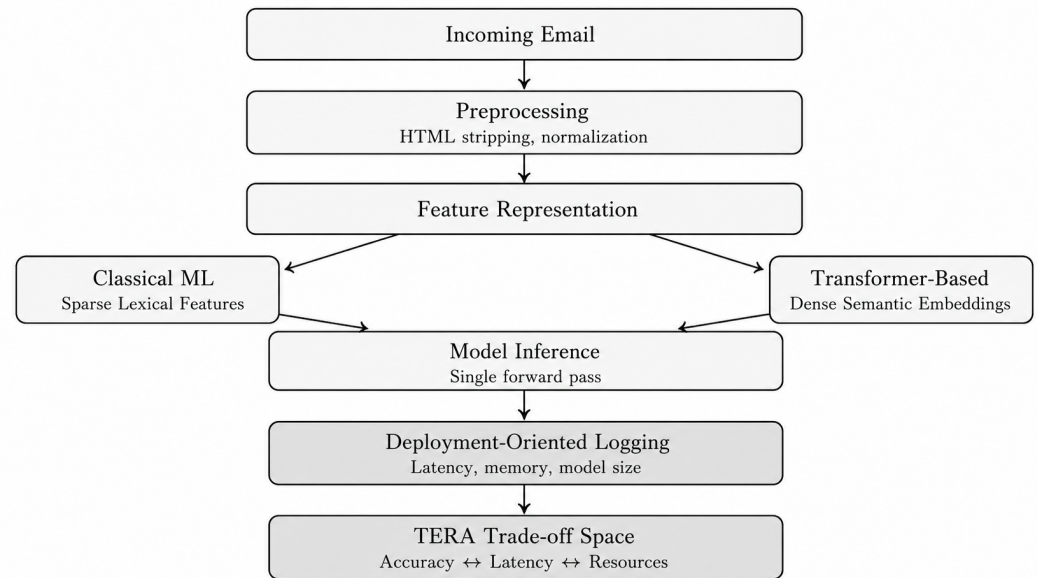 Incoming Email
Preprocessing
HTML stripping, normalization
Feature Representation
Classical ML
Sparse Lexical Features
Transformer-Based
Dense Semantic Embeddings
Model Inference
Single forward pass
Deployment-Oriented Logging
Latency, memory, model size
TERA Trade-off Space
Accuracy ↔ Latency ↔ Resources